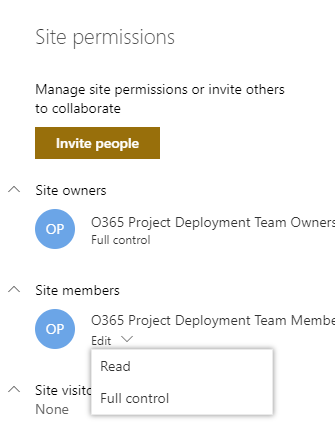 Site permissions
Manage site permissions or invite others
to collaborate
Invite people
Site owners
OP
O365 Project Deployment Team Owners
Full control
Site members
OP
O365 Project Deployment Team Membe
Edit
Read
Full control
Site visito
None